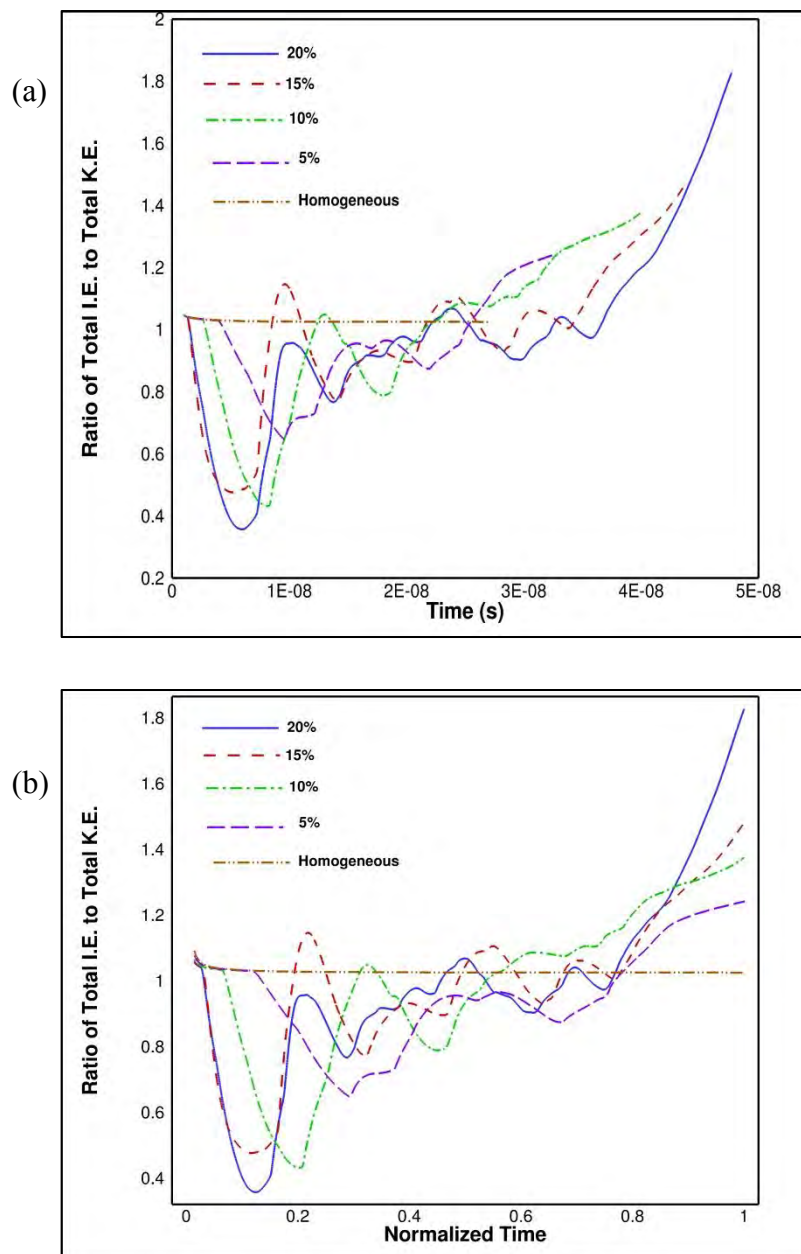 (a)
Ratio of Total I.E. to Total K.E.
2
1.8
1.6
1.4
1.2
1
0.8
0.6
0.4
0.2
20%
15%
10%
5%
Homogeneous
0 1E-08 2E-08 3E-08 4E-08 5E-08
Time (s)
(b)
Ratio of Total I.E. to Total K.E.
1.8
1.6
1.4
1.2
1
0.8
0.6
0.4
20%
15%
10%
5%
Homogeneous
0 0.2 0.4 0.6 0.8 1
Normalized Time